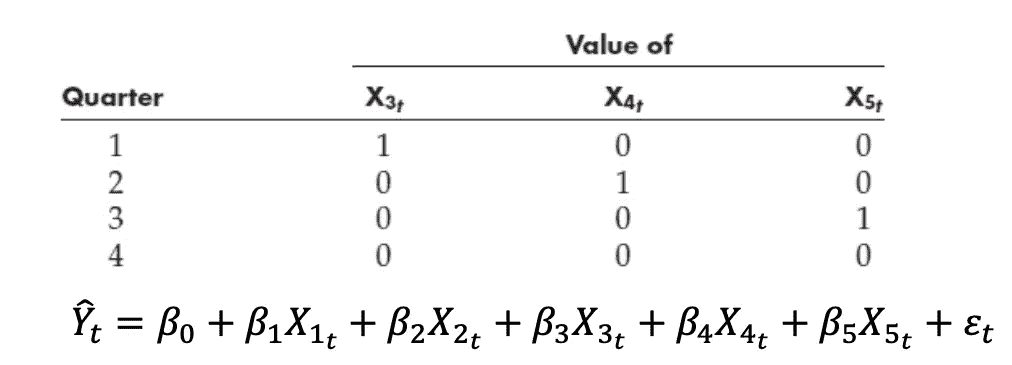 Value of
Quarter X₃ₜ X₄ₜ X₅ₜ
1 1 0 0
2 0 1 0
3 0 0 1
4 0 0 0
Ŷₜ = β₀ + β₁X₁ₜ + β₂X₂ₜ + β₃X₃ₜ + β₄X₄ₜ + β₅X₅ₜ + εₜ